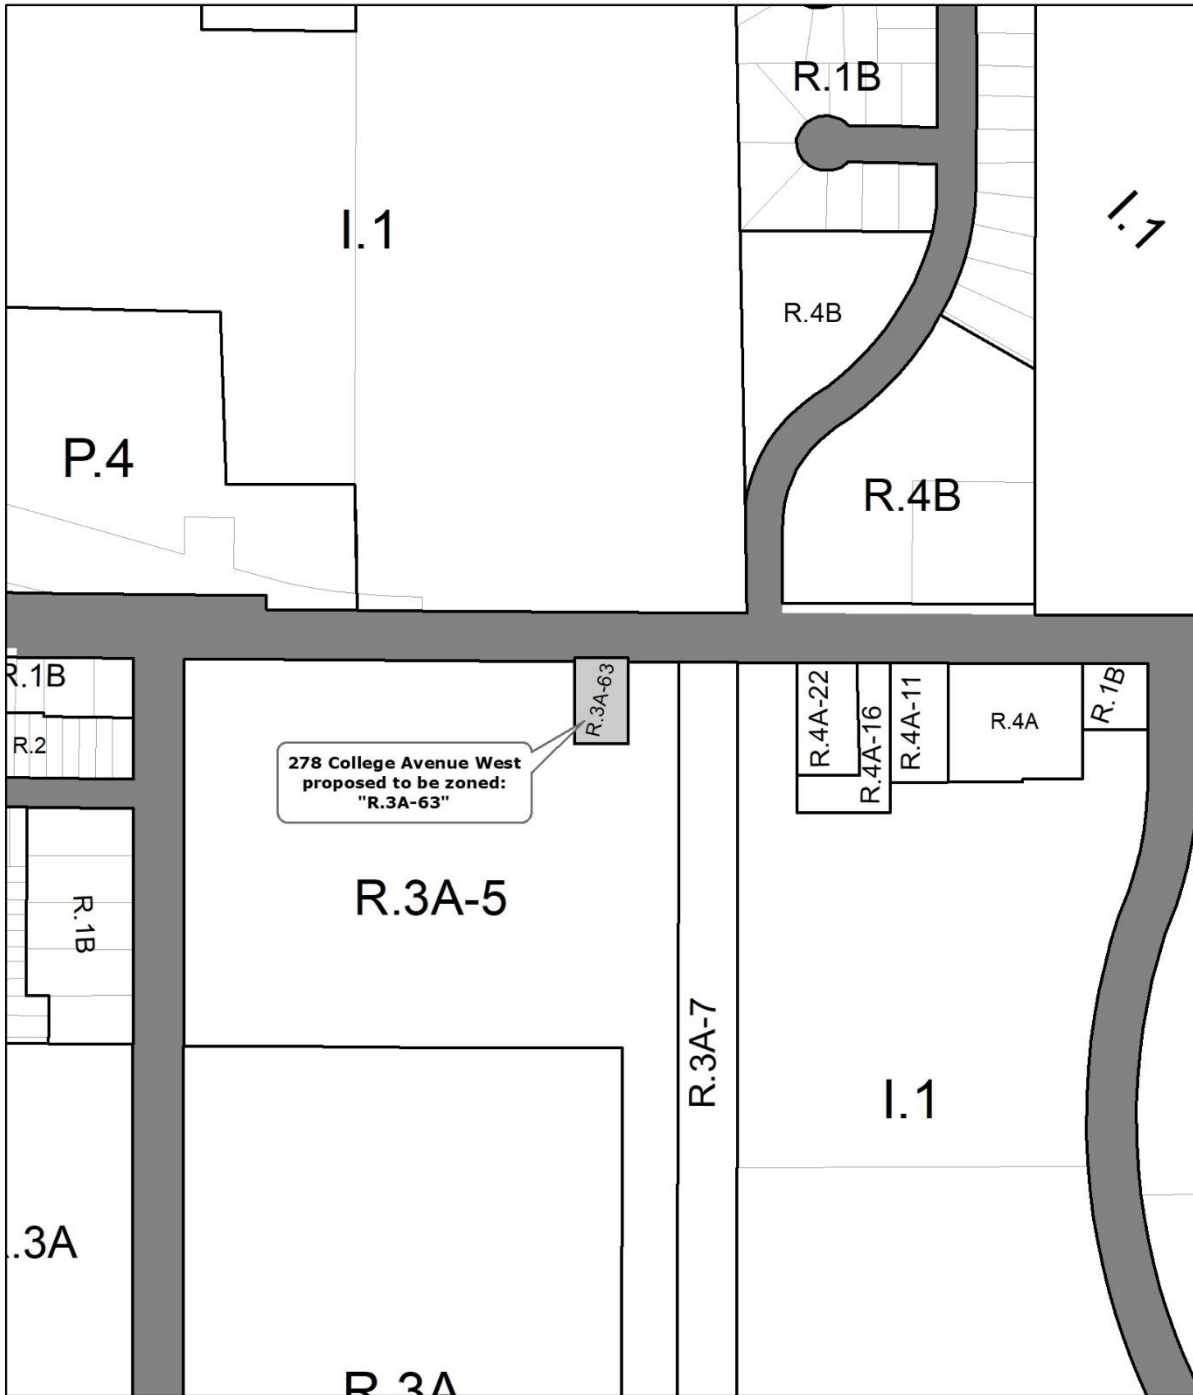 R.1B
I.1
I.1
R.4B
P.4
R.4B
R.1B
R.3A-63
R.4A-22
R.4A-16
R.4A-11
R.4A
R.1B
R.2
278 College Avenue West
proposed to be zoned:
"R.3A-63"
R.3A-5
R.1B
R.3A-7
I.1
.3A
R.3A